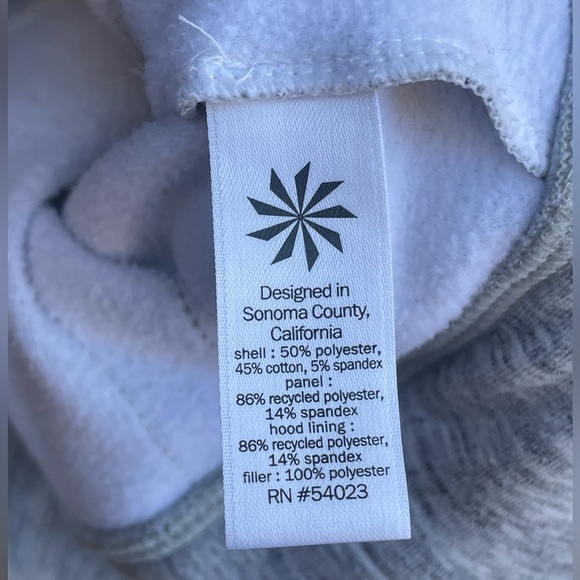 Designed in
Sonoma County,
California
shell : 50% polyester,
45% cotton, 5% spandex
panel :
86% recycled polyester,
14% spandex
hood lining :
86% recycled polyester,
14% spandex
filler : 100% polyester
RN #54023